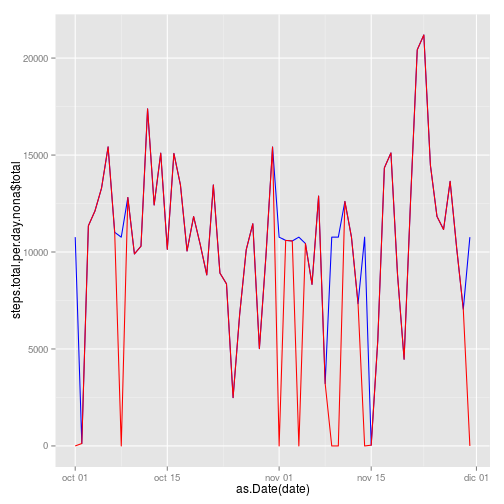 steps.total.per.day.nona$total
20000
15000
10000
5000
0
oct 01
oct 15
nov 01
nov 15
dic 01
as.Date(date)